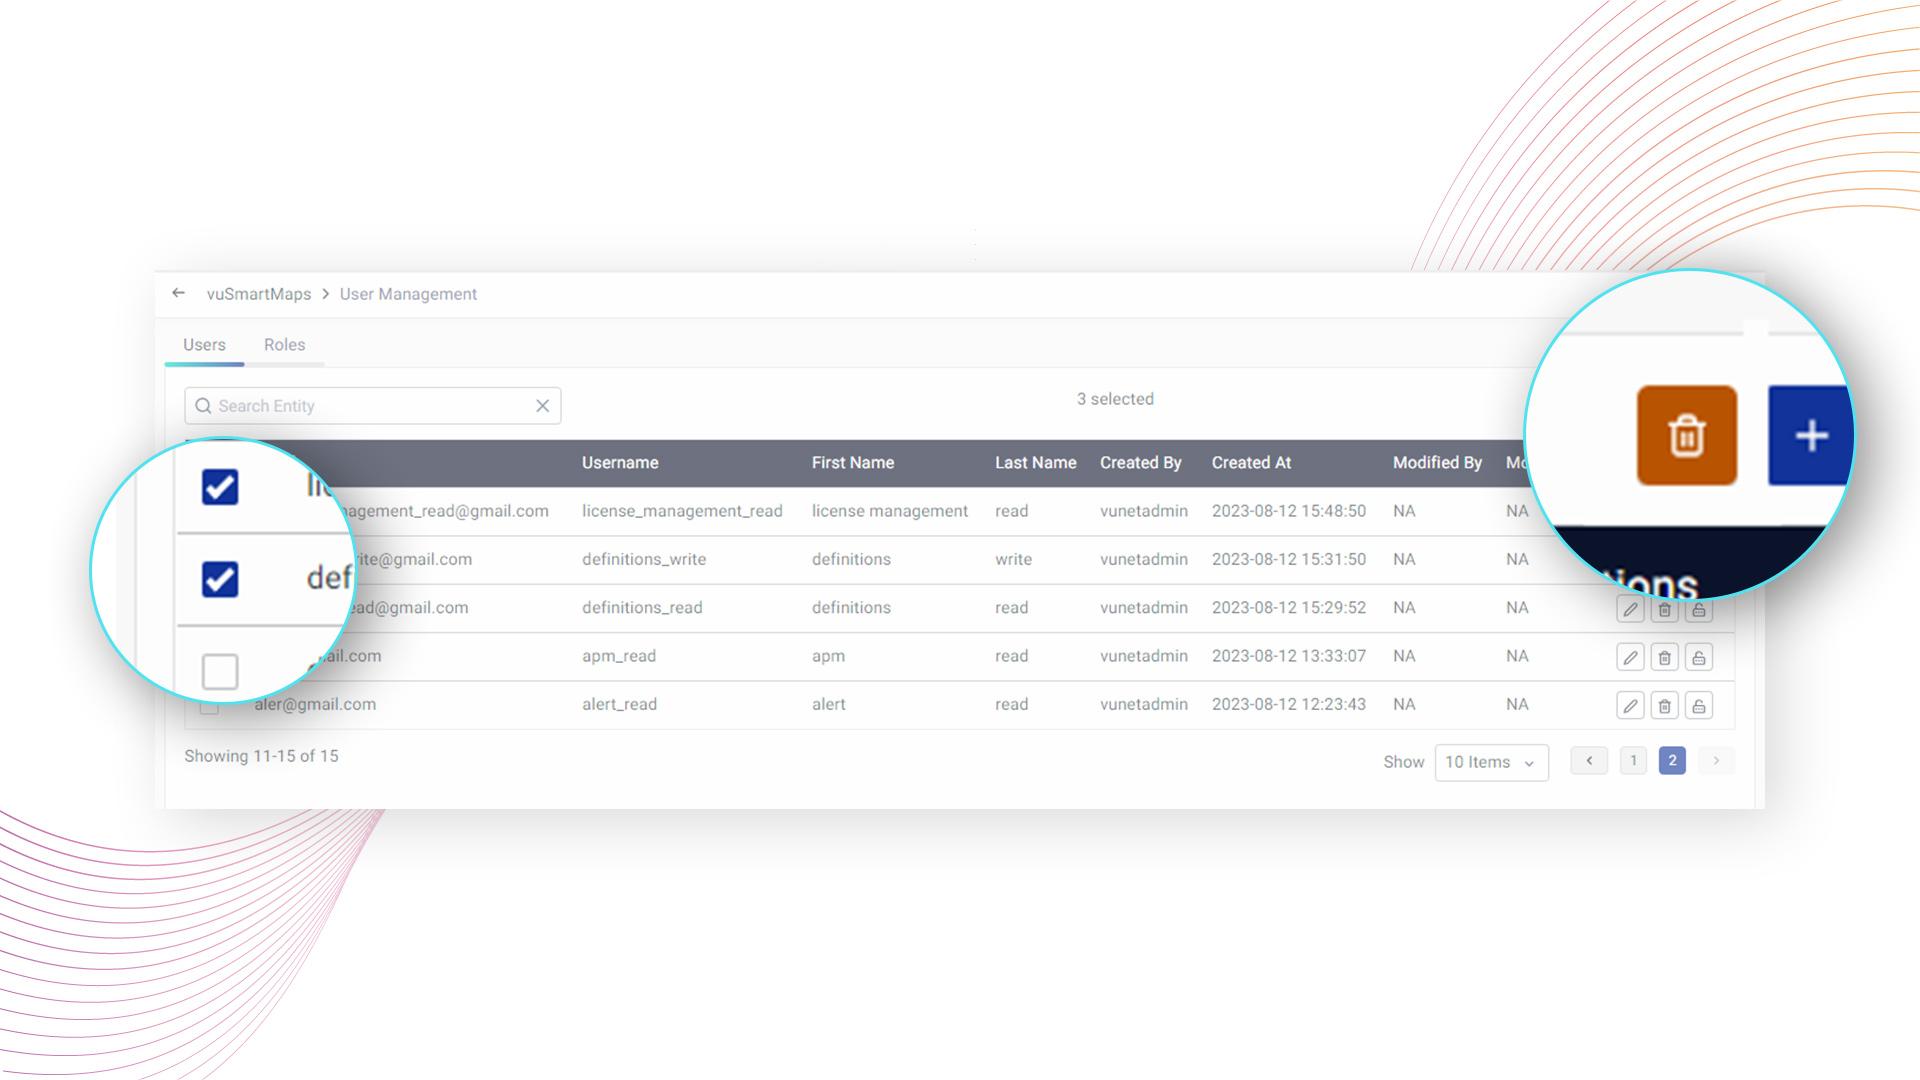 vuSmartMaps > User Management
Users Roles
Search Entity
3 selected
Username First Name Last Name Created By Created At Modified By
agement_read@gmail.com license_management_read license management read vunetadmin 2023-08-12 15:48:50 NA NA
def ite@gmail.com definitions_write definitions write vunetadmin 2023-08-12 15:31:50 NA NA
ead@gmail.com definitions_read definitions read vunetadmin 2023-08-12 15:29:52 NA NA
ail.com apm_read apm read vunetadmin 2023-08-12 13:33:07 NA NA
aler@gmail.com alert_read alert read vunetadmin 2023-08-12 12:23:43 NA NA
Showing 11-15 of 15
Show 10 Items 1 2